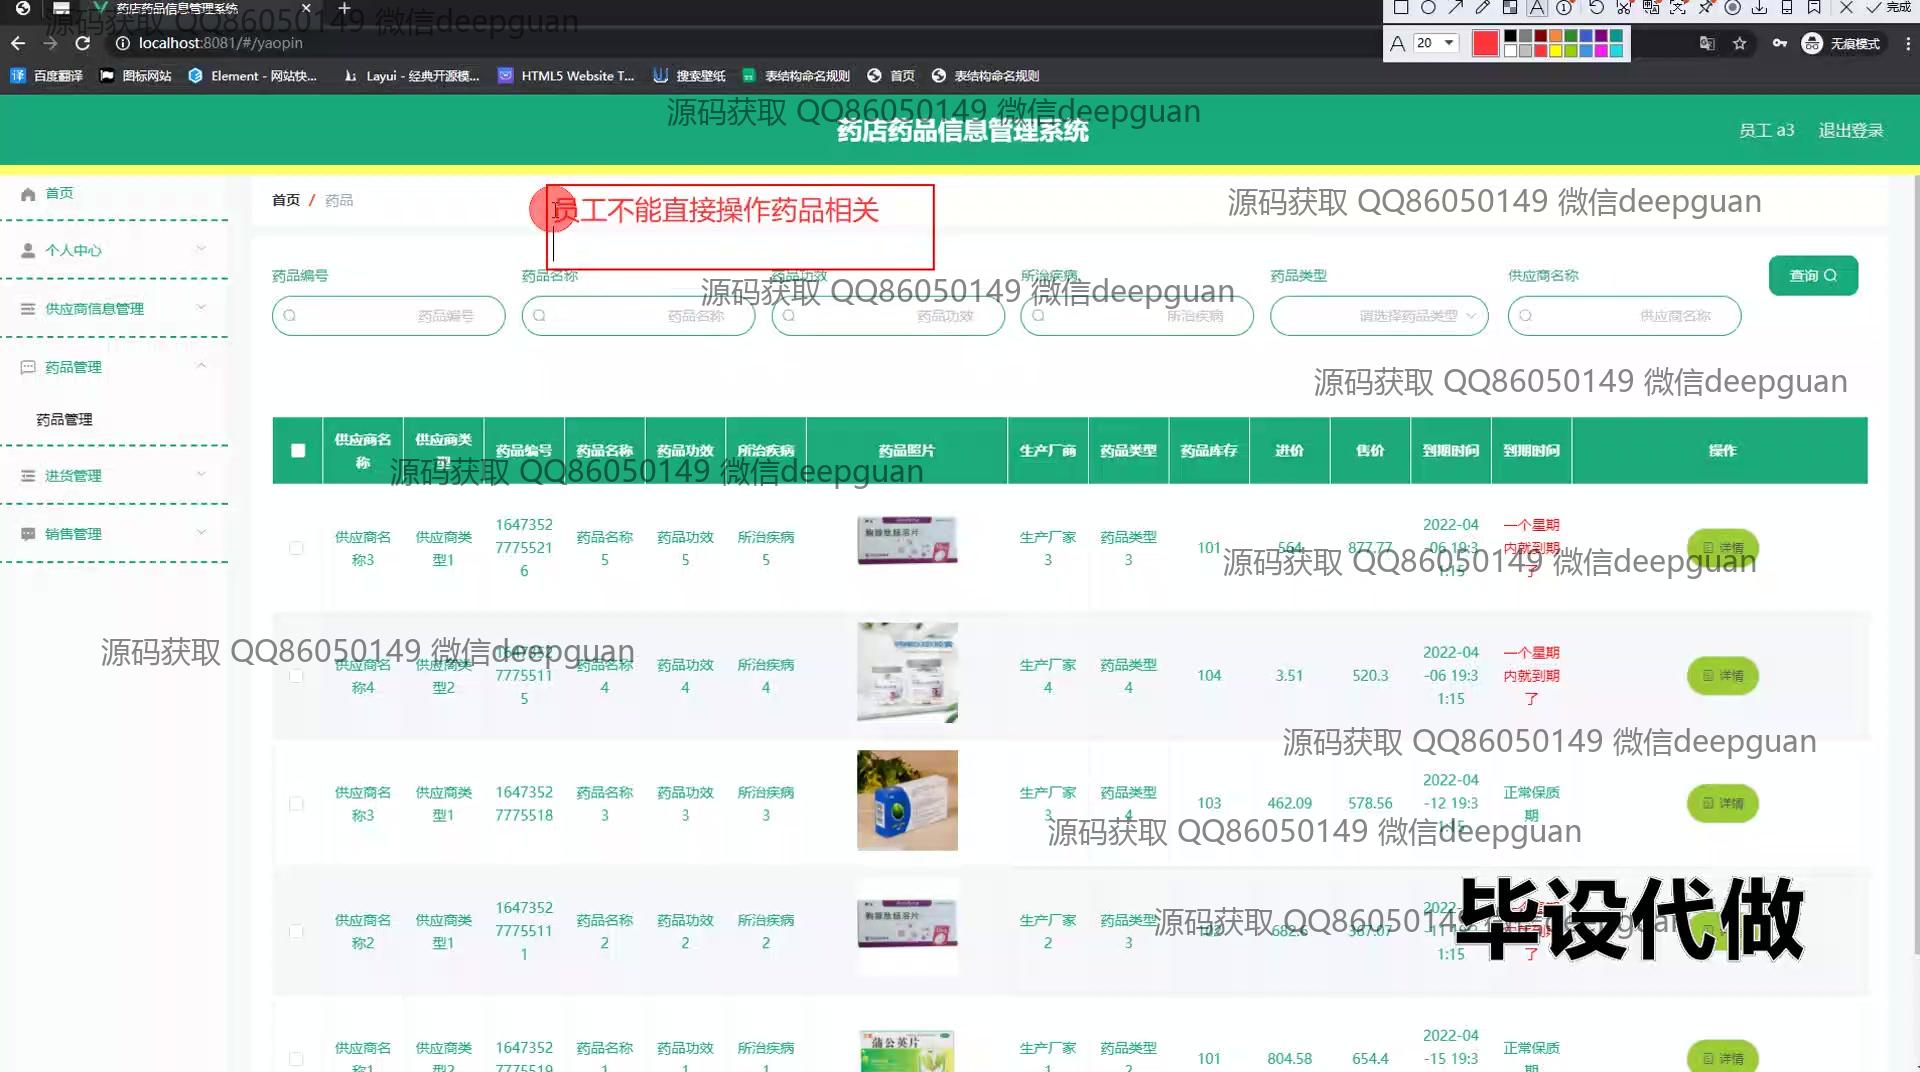 药店药品信息管理系统
源码获取 QQ86050149 微信deepguan
完成
localhost:8081/#/yaopin
A 20
无痕模式
百度翻译 图标网站 Element - 网站快... Layui - 经典开源模... HTML5 Website T... 搜索壁纸 表结构命名规则 首页 表结构命名规则
源码获取 QQ86050149 微信deepguan
药店药品信息管理系统
员工 a3 退出登录
首页
个人中心
供应商信息管理
药品管理
药品管理
进货管理
销售管理
首页 / 药品
员工不能直接操作药品相关
源码获取 QQ86050149 微信deepguan
药品编号 药品名称 药品功效 所治疾病 药品类型 供应商名称
查询
源码获取 QQ86050149 微信deepguan
药品编号 药品名称 药品功效 所治疾病 请选择药品类型 供应商名称
源码获取 QQ86050149 微信deepguan
供应商名称 供应商类型 药品编号 药品名称 药品功效 所治疾病 药品照片 生产厂商 药品类型 药品库存 进价 售价 到期时间 到期时间 操作
源码获取 QQ86050149 微信deepguan
供应商名称3 供应商类型1 164735277755216 药品名称5 药品功效5 所治疾病5 生产厂家3 药品类型3 101 564 877.77 2022-04-06 19:31:15 一个星期内就到期了 详情
源码获取 QQ86050149 微信deepguan
源码获取 QQ86050149 微信deepguan
供应商名称4 供应商类型2 164735277755115 药品名称4 药品功效4 所治疾病4 生产厂家4 药品类型4 104 3.51 520.3 2022-04-06 19:31:15 一个星期内就到期了 详情
源码获取 QQ86050149 微信deepguan
供应商名称3 供应商类型1 16473527775518 药品名称3 药品功效3 所治疾病3 生产厂家3 药品类型4 103 462.09 578.56 2022-04-12 19:31:15 正常保质期 详情
源码获取 QQ86050149 微信deepguan
供应商名称2 供应商类型1 164735277755111 药品名称2 药品功效2 所治疾病2 生产厂家2 药品类型3 1:15 了
源码获取 QQ86050149 微信deepguan
毕设代做
蒲公英片
供应商名称1 供应商类型2 16473527775519 药品名称1 药品功效1 所治疾病1 生产厂家1 药品类型2 101 804.58 654.4 2022-04-15 19:3 正常保质期 详情